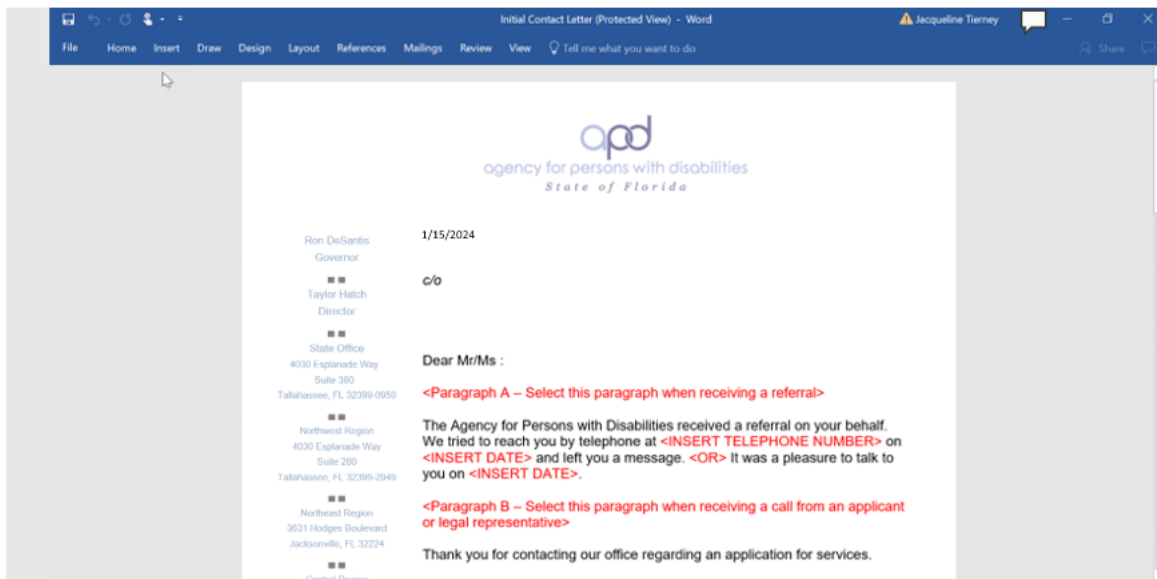 Initial Contact Letter (Protected View) - Word
Jacqueline Tierney
File Home Insert Draw Design Layout References Mailings Review View Tell me what you want to do Share
apd
agency for persons with disabilities
State of Florida
Ron DeSantis
Governor
Taylor Hatch
Director
State Office
4030 Esplanade Way
Suite 380
Tallahassee, FL 32399-0950
Northwest Region
4030 Esplanade Way
Suite 280
Tallahassee, FL 32399-2949
Northeast Region
3631 Hodges Boulevard
Jacksonville, FL 32224
Central Region
1/15/2024
c/o
Dear Mr/Ms :
<Paragraph A – Select this paragraph when receiving a referral>
The Agency for Persons with Disabilities received a referral on your behalf.
We tried to reach you by telephone at <INSERT TELEPHONE NUMBER> on
<INSERT DATE> and left you a message. <OR> It was a pleasure to talk to
you on <INSERT DATE>.
<Paragraph B – Select this paragraph when receiving a call from an applicant
or legal representative>
Thank you for contacting our office regarding an application for services.